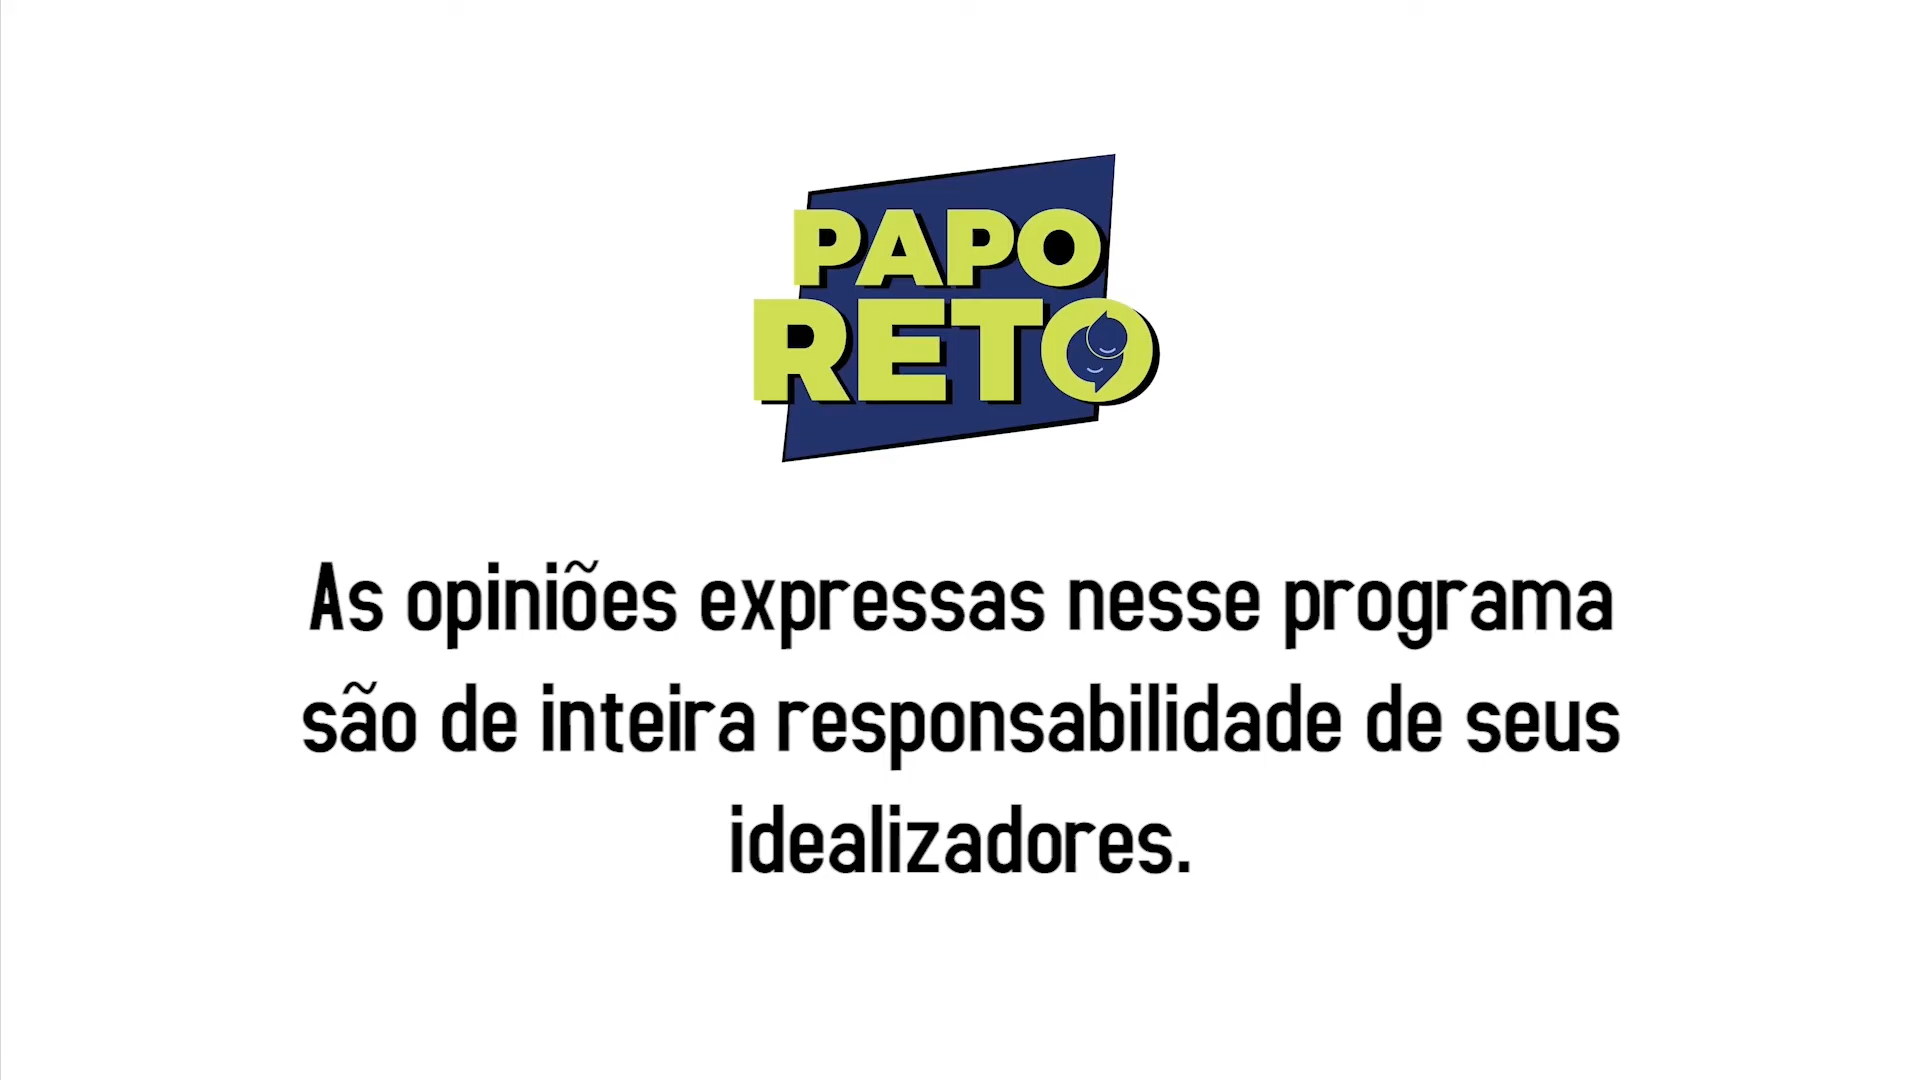 PAPO
RETO
As opiniões expressas nesse programa
são de inteira responsabilidade de seus
idealizadores.